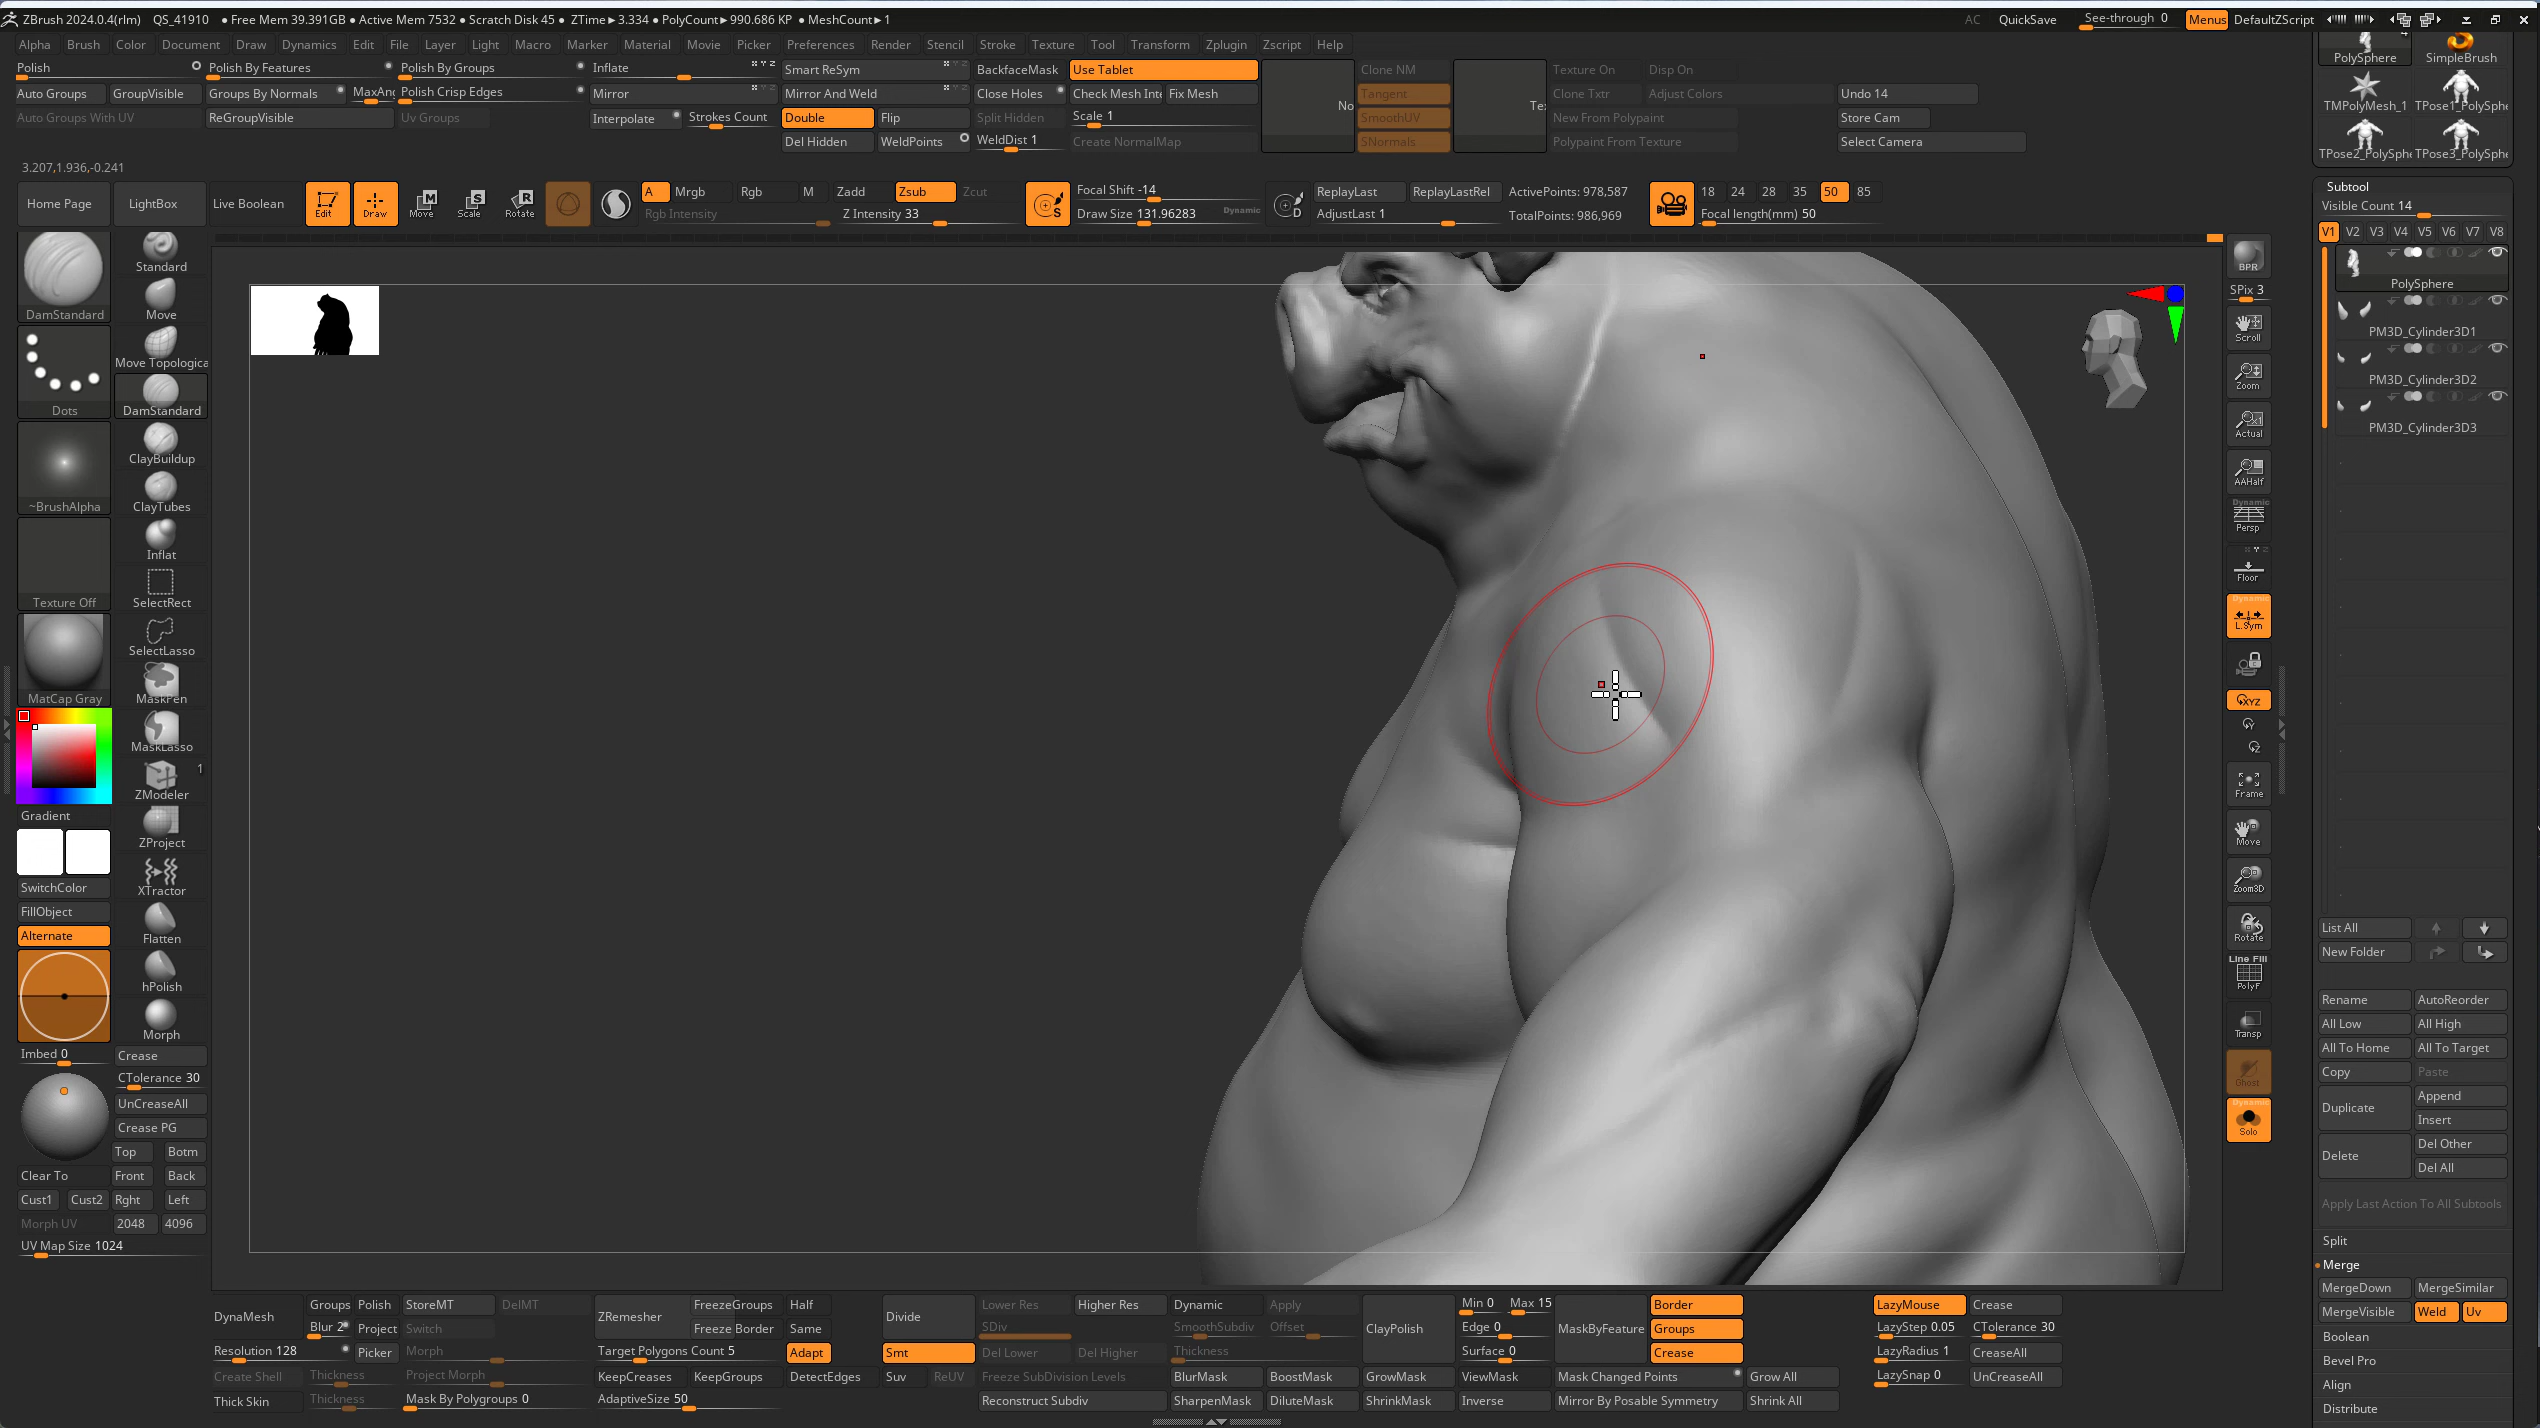 ZBrush 2024.0.4(rlm) QS_41910 ● Free Mem 39.391GB ● Active Mem 7532 ● Scratch Disk 45 ● ZTime►3.334 ● PolyCount►990.686 KP ● MeshCount►1 AC QuickSave See-through 0 Menus DefaultZScript
Alpha Brush Color Document Draw Dynamics Edit File Layer Light Macro Marker Material Movie Picker Preferences Render Stencil Stroke Texture Tool Transform Zplugin Zscript Help
Polish Polish By Features Polish By Groups Inflate Smart ReSym BackfaceMask Use Tablet Clone NM Texture On Disp On
Auto Groups GroupVisible Groups By Normals MaxAn Polish Crisp Edges Mirror Mirror And Weld Close Holes Check Mesh Int Fix Mesh Tangent Clone Txtr Adjust Colors Undo 14
Auto Groups With UV ReGroupVisible Uv Groups Interpolate Strokes Count Double Flip Split Hidden Scale 1 No SmoothUV Te New From Polypaint Store Cam
Del Hidden WeldPoints WeldDist 1 Create NormalMap SNormals Polypaint From Texture Select Camera
3.207,1.936,-0.241
Home Page LightBox Live Boolean Edit Draw Move Scale Rotate A Mrgb Rgb M Zadd Zsub Zcut Focal Shift -14 ReplayLast ReplayLastRel ActivePoints: 978,587 18 24 28 35 50 85
Rgb Intensity Z Intensity 33 Draw Size 131.96283 Dynamic AdjustLast 1 TotalPoints: 986,969 Focal length(mm) 50
DamStandard
Dots
~BrushAlpha
Texture Off
MatCap Gray
Gradient
SwitchColor
FillObject
Alternate
Imbed 0
Standard
Move
Move Topologica
DamStandard
ClayBuildup
ClayTubes
Inflat
SelectRect
SelectLasso
MaskPen
MaskLasso
1
ZModeler
ZProject
XTractor
Flatten
hPolish
Morph
Crease
CTolerance 30
UnCreaseAll
Crease PG
Top Botm
Clear To Front Back
Cust1 Cust2 Rght Left
Morph UV 2048 4096
UV Map Size 1024
BPR
SPix 3
Scroll
Zoom
Actual
AAHalf
Dynamic
Persp
Floor
Dynamic
L.Sym
XYZ
Y
Z
Frame
Move
Zoom3D
Rotate
Line Fill
PolyF
Transp
Ghost
Dynamic
Solo
4
PolySphere SimpleBrush
TMPolyMesh_1 TPose1_PolySphe
TPose2_PolySphe TPose3_PolySphe
Subtool
Visible Count 14
V1 V2 V3 V4 V5 V6 V7 V8
PolySphere
PM3D_Cylinder3D1
PM3D_Cylinder3D2
PM3D_Cylinder3D3
List All
New Folder
Rename AutoReorder
All Low All High
All To Home All To Target
Copy Paste
Duplicate Append
Insert
Delete Del Other
Del All
Apply Last Action To All Subtools
Split
Merge
MergeDown MergeSimilar
MergeVisible Weld Uv
Boolean
Bevel Pro
Align
Distribute
DynaMesh Groups Polish StoreMT DelMT ZRemesher FreezeGroups Half Divide Lower Res Higher Res Dynamic Apply ClayPolish Min 0 Max 15 MaskByFeature Border LazyMouse Crease
Blur 2 Project Switch Freeze Border Same SDiv SmoothSubdiv Offset Edge 0 Groups LazyStep 0.05 CTolerance 30
Resolution 128 Picker Morph Target Polygons Count 5 Adapt Smt Del Lower Del Higher Thickness Surface 0 Crease LazyRadius 1 CreaseAll
Create Shell Thickness Project Morph KeepCreases KeepGroups DetectEdges Suv ReUV Freeze SubDivision Levels BlurMask BoostMask GrowMask ViewMask Mask Changed Points Grow All LazySnap 0 UnCreaseAll
Thick Skin Thickness Mask By Polygroups 0 AdaptiveSize 50 Reconstruct Subdiv SharpenMask DiluteMask ShrinkMask Inverse Mirror By Posable Symmetry Shrink All